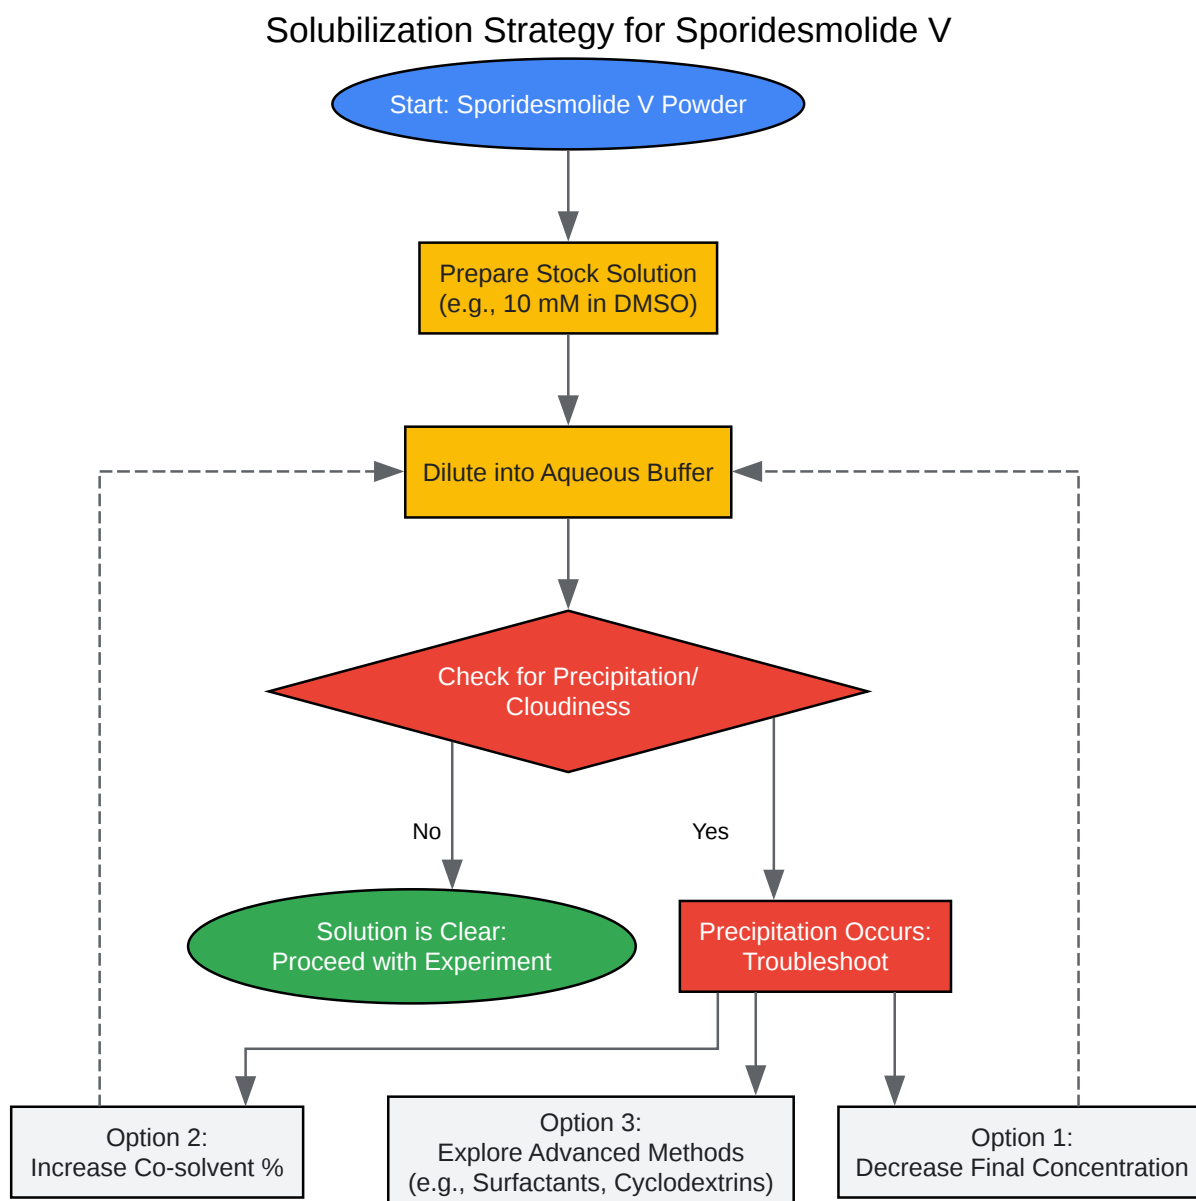 Solubilization Strategy for Sporidesmolide V
Start: Sporidesmolide V Powder
Prepare Stock Solution
(e.g., 10 mM in DMSO)
Dilute into Aqueous Buffer
Check for Precipitation/
Cloudiness
No
Yes
Solution is Clear:
Proceed with Experiment
Precipitation Occurs:
Troubleshoot
Option 2:
Increase Co-solvent %
Option 3:
Explore Advanced Methods
(e.g., Surfactants, Cyclodextrins)
Option 1:
Decrease Final Concentration